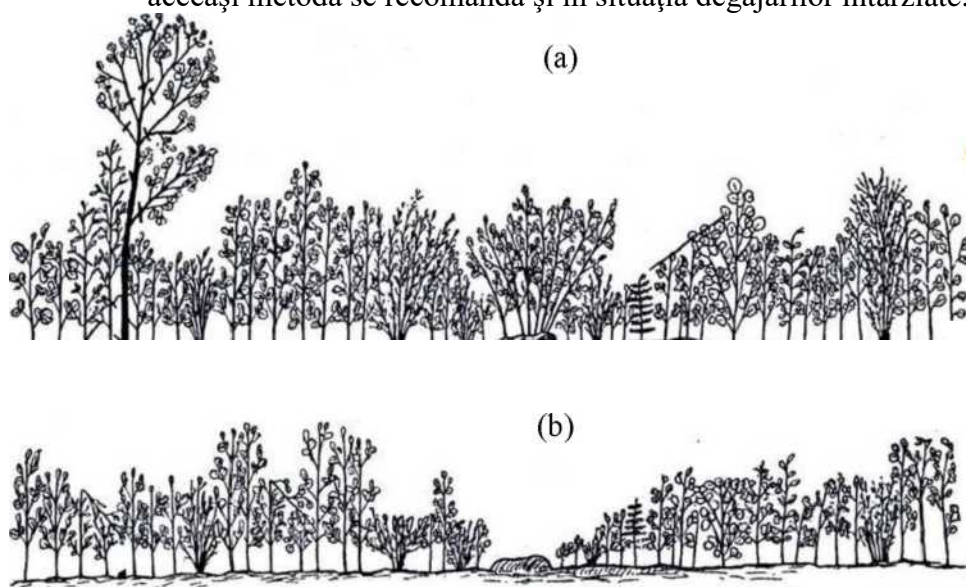 aceeaşi metodă se recomandă şi în situaţia degajărilor întârziate.
(a)
(b)